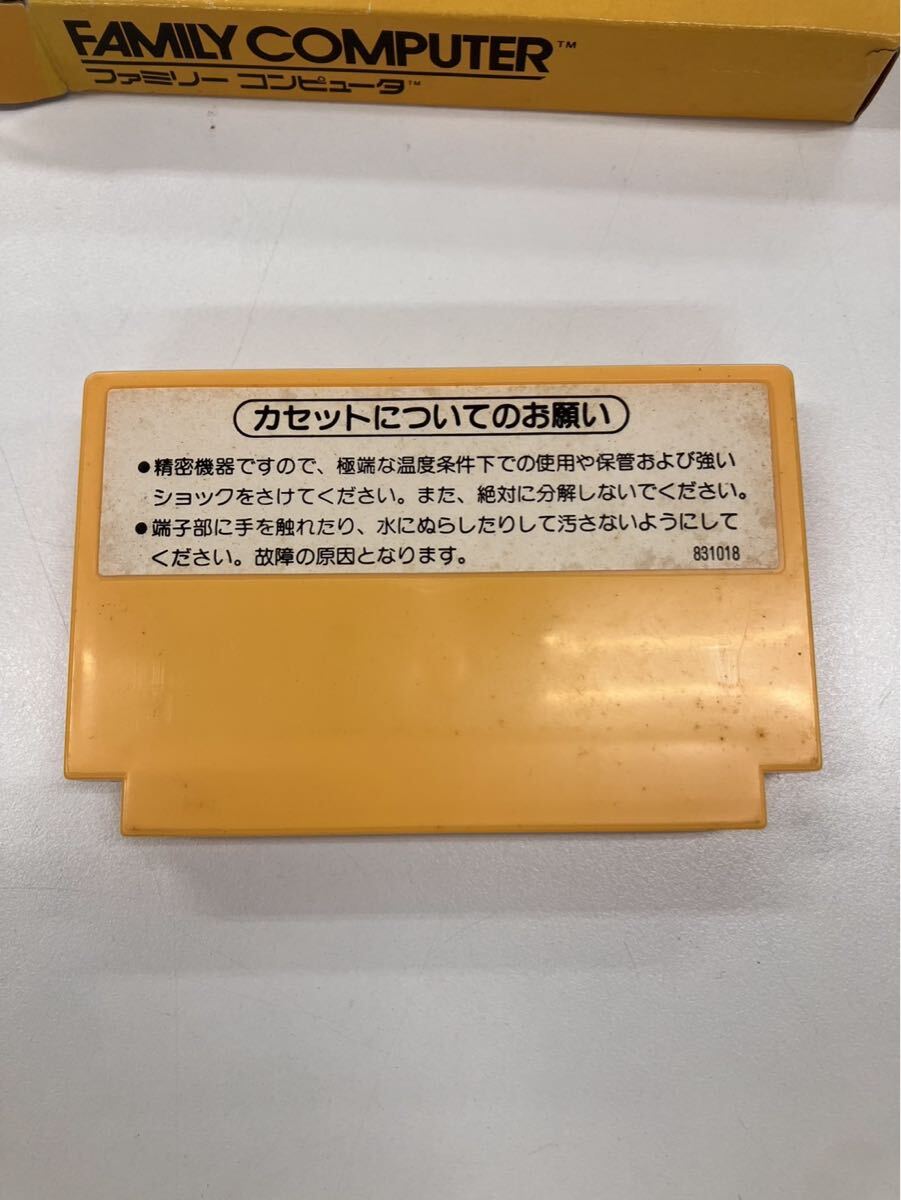 FAMILY COMPUTER™
ファミリー コンピュータ™
カセットについてのお願い
●精密機器ですので、極端な温度条件下での使用や保管および強い
ショックをさけてください。また、絶対に分解しないでください。
●端子部に手を触れたり、水にぬらしたりして汚さないようにして
ください。故障の原因となります。 831018